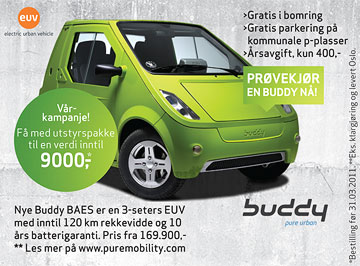 euv
electric urban vehicle
>Gratis i bomring
>Gratis parkering på
kommunale p-plasser
>Årsavgift, kun 400,-
PRØVEKJØR
EN BUDDY NÅ!
Vår-
kampanje!
Få med utstyrspakke
til en verdi inntil
9000,-
buddy
Nye Buddy BAES er en 3-seters EUV
med inntil 120 km rekkevidde og 10
års batterigaranti. Pris fra 169.900,-
** Les mer på www.puremobility.com
buddy
pure urban
*Bestilling før 31.03.2011. **Eks. klargjøring og levert Oslo.